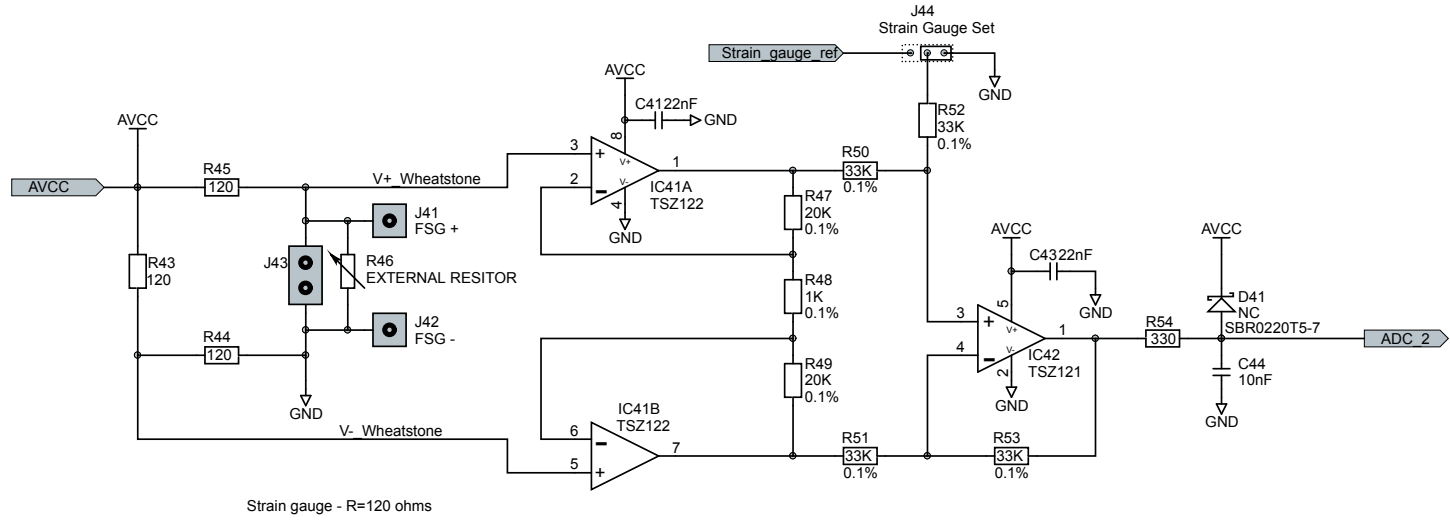 J44
Strain Gauge Set
Strain_gauge_ref
GND
AVCC
C4122nF
GND
R52
33K
0.1%
AVCC
AVCC
R45
120
V+_Wheatstone
3
2
8
V+
V-
4
1
IC41A
TSZ122
GND
R50
33K
0.1%
R47
20K
0.1%
J41
FSG +
R43
120
J43
R46
EXTERNAL RESITOR
R48
1K
0.1%
AVCC
C4322nF
GND
AVCC
D41
NC
SBR0220T5-7
J42
FSG -
R44
120
GND
3
4
5
V+
V-
2
1
IC42
TSZ121
GND
R54
330
ADC_2
C44
10nF
GND
R49
20K
0.1%
V-_Wheatstone
IC41B
TSZ122
6
5
7
R51
33K
0.1%
R53
33K
0.1%
Strain gauge - R=120 ohms